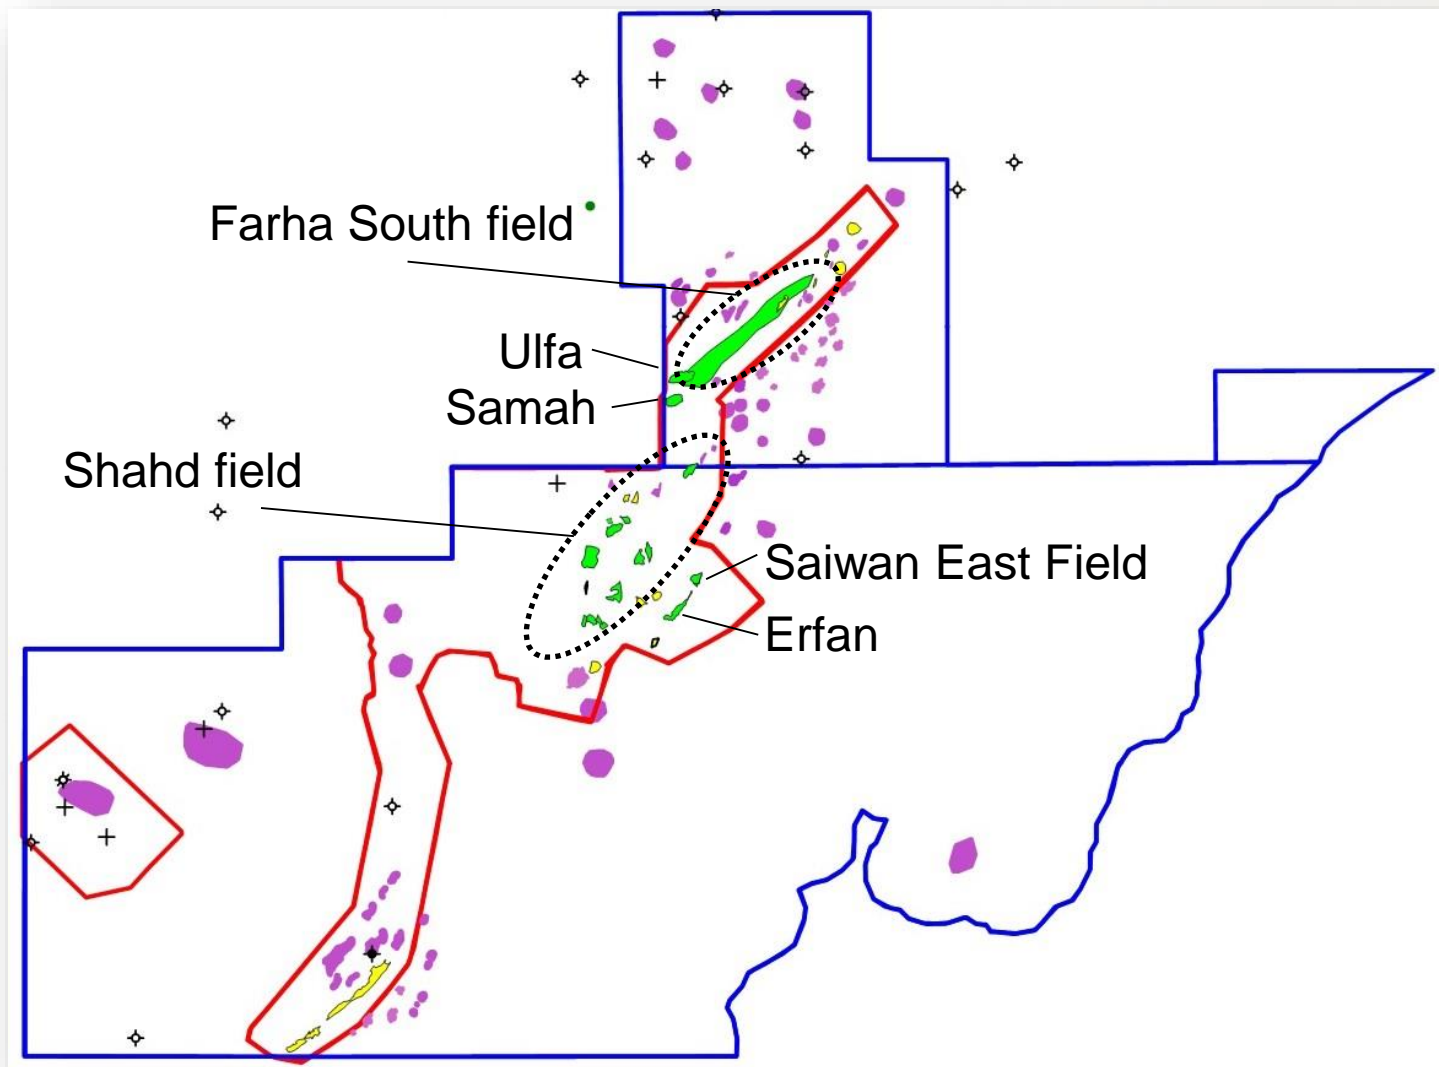 Farha South field
Ulfa
Samah
Shahd field
Saiwan East Field
Erfan